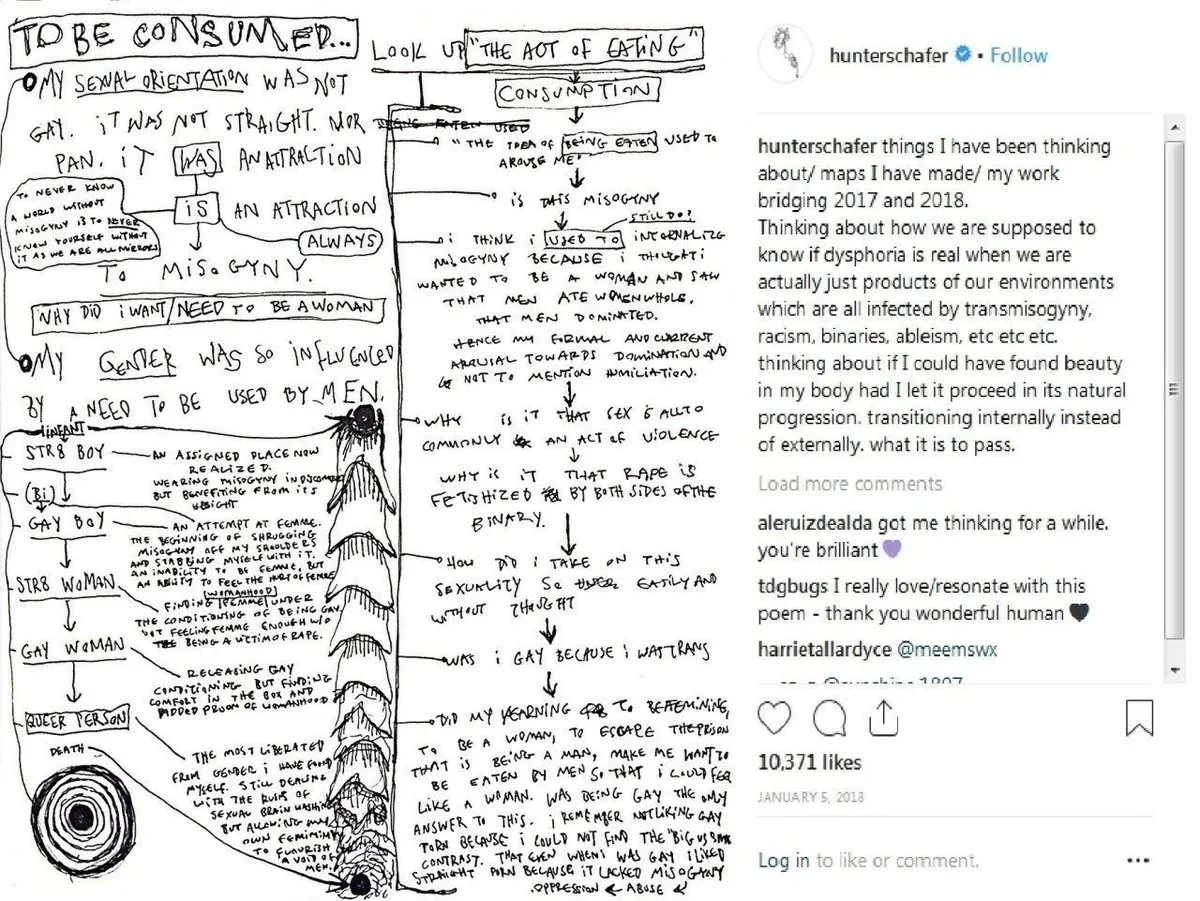 TO BE CONSUMED...
MY SEXUAL ORIENTATION WAS NOT
GAY. iT WAS NOT STRAIGHT. NOR
PAN. iT WAS AN ATTRACTION
TO NEVER KNOW
A WORLD WITHOUT
MISOGYNY IS TO NEVER
KNOW YOURSELF WITHOUT
IT AS WE ARE ALL MIRRORS
iS AN ATTRACTION
ALWAYS
TO MISOGYNY.
WHY DID i WANT/NEED TO BE A WOMAN
MY GENDER WAS SO INFLUENCED
BY A NEED TO BE USED BY MEN.
INFANT
STR8 BOY
AN ASSIGNED PLACE NOW
REALIZED.
WEARING MISOGYNY IN DISCOMFORT
BUT BENEFITING FROM ITS
WEIGHT
(Bi)
GAY BOY
AN ATTEMPT AT FEMME.
THE BEGINNING OF SHRUGGING
MISOGYNY OFF MY SHOULDERS
AND STABBING MYSELF WITH IT.
AN INABILITY TO BE FEMME, BUT
AN ABILITY TO FEEL THE HURT OF FEMME
WOMANHOOD
STR8 WOMAN
FINDING FEMME UNDER
THE CONDITIONING OF BEING GAY.
NOT FEELING FEMME ENOUGH W/O
BEING A VICTIM OF RAPE.
GAY WOMAN
RELEASING GAY
CONDITIONING BUT FINDING
COMFORT IN THE BOX AND
PADDED PRISON OF WOMANHOOD
QUEER PERSON
DEATH
THE MOST LIBERATED
FROM GENDER i HAVE FOUND
MYSELF. STILL DEALING
WITH THE RUINS OF
SEXUAL BRAIN WASHING
BUT ALLOWING MY
OWN FEMININITY
TO FLOURISH
A VOID OF
MEN.
LOOK UP "THE ACT OF EATING"
CONSUMPTION
BEING EATEN USED
"THE IDEA OF BEING EATEN USED TO
AROUSE ME"
IS THIS MISOGYNY
STILL DO?
i THINK i USED TO INTERNALIZE
MISOGYNY BECAUSE i THOUGHT i
WANTED TO BE A WOMAN AND SAW
THAT MEN ATE WOMEN WHOLE.
THAT MEN DOMINATED.
HENCE MY FORMAL AND CURRENT
AROUSAL TOWARDS DOMINATION AND
NOT TO MENTION HUMILIATION.
WHY IS IT THAT SEX IS ALL TO
COMMONLY AN ACT OF VIOLENCE
WHY IS IT THAT RAPE IS
FETISHIZED BY BOTH SIDES OF THE
BINARY.
HOW DID i TAKE ON THIS
SEXUALITY SO EASILY AND
WITHOUT THOUGHT
WAS i GAY BECAUSE i WAS TRANS
DID MY YEARNING TO BE FEMININE,
TO BE A WOMAN, TO ESCAPE THE PRISON
THAT IS BEING A MAN, MAKE ME WANT TO
BE EATEN BY MEN SO THAT i COULD FEEL
LIKE A WOMAN. WAS BEING GAY THE ONLY
ANSWER TO THIS. i REMEMBER NOT LIKING GAY
PORN BECAUSE i COULD NOT FIND THE "BIG VS SMALL
CONTRAST. THAT EVEN WHEN i WAS GAY i LIKED
STRAIGHT PORN BECAUSE IT LACKED MISOGYNY
OPPRESSION ← ABUSE
hunterschafer • Follow
hunterschafer things I have been thinking
about/ maps I have made/ my work
bridging 2017 and 2018.
Thinking about how we are supposed to
know if dysphoria is real when we are
actually just products of our environments
which are all infected by transmisogyny,
racism, binaries, ableism, etc etc etc.
thinking about if I could have found beauty
in my body had I let it proceed in its natural
progression. transitioning internally instead
of externally. what it is to pass.
Load more comments
aleruizdealda got me thinking for a while.
you're brilliant 💜
tdgbugs I really love/resonate with this
poem - thank you wonderful human 🖤
harrietallardyce @meemswx
10,371 likes
JANUARY 5, 2018
Log in to like or comment.